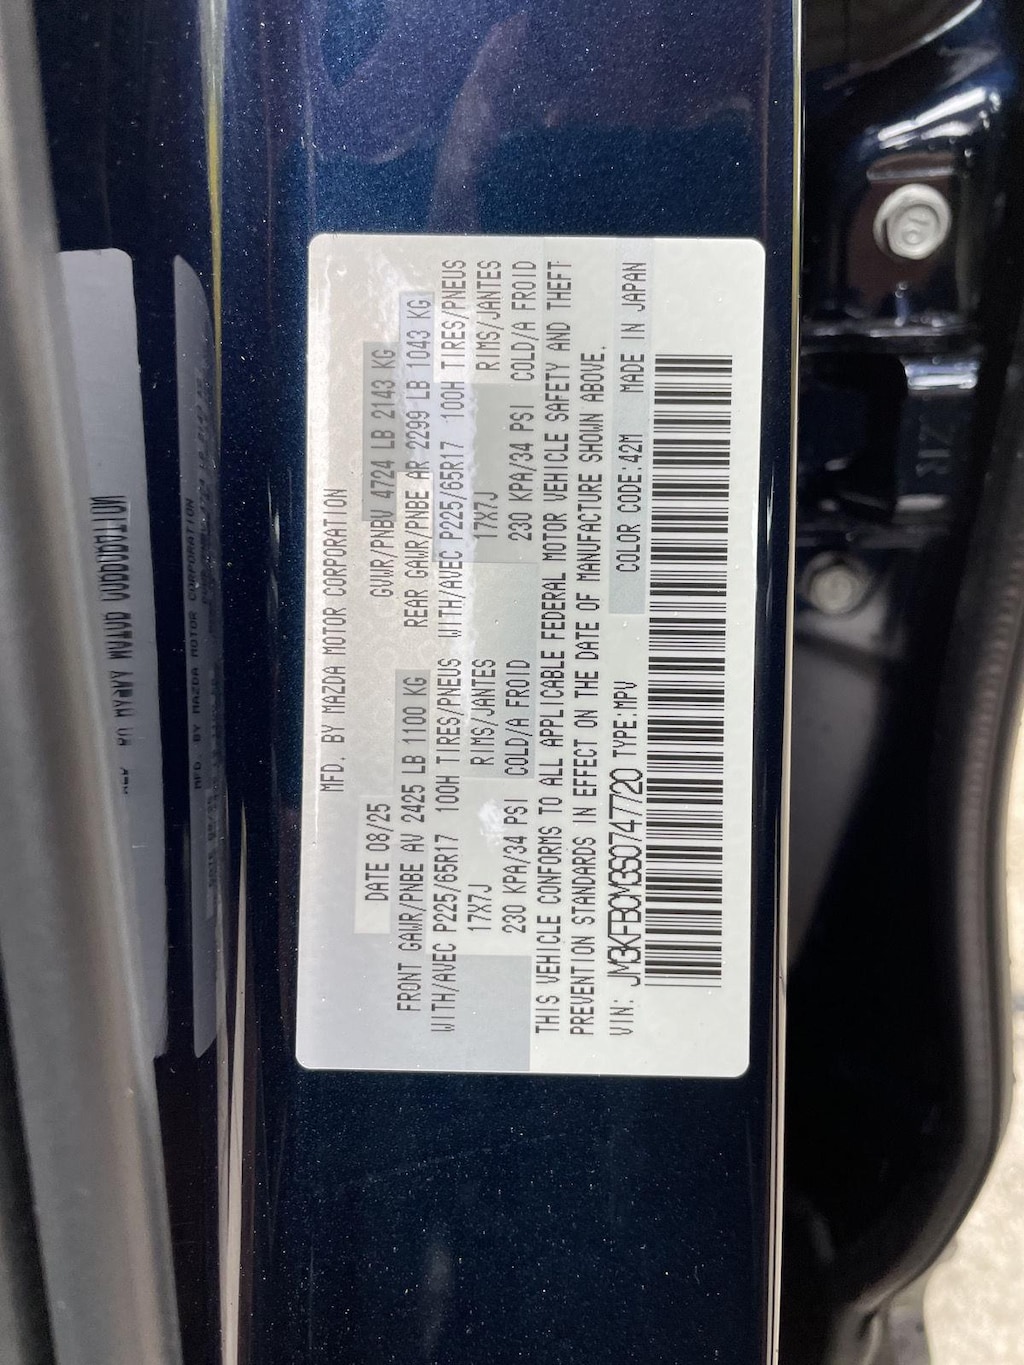 MFD. BY MAZDA MOTOR CORPORATION
DATE 08/25 GVWR/PNBV 4724 LB 2143 KG
FRONT GAWR/PNBE AV 2425 LB 1100 KG REAR GAWR/PNBE AR 2299 LB 1043 KG
WITH/AVEC P225/65R17 100H TIRES/PNEUS WITH/AVEC P225/65R17 100H TIRES/PNEUS
17X7J RIMS/JANTES 17X7J RIMS/JANTES
230 KPA/34 PSI COLD/A FROID 230 KPA/34 PSI COLD/A FROID
THIS VEHICLE CONFORMS TO ALL APPLICABLE FEDERAL MOTOR VEHICLE SAFETY AND THEFT
PREVENTION STANDARDS IN EFFECT ON THE DATE OF MANUFACTURE SHOWN ABOVE.
VIN: JM3KFBCM3S0747720 TYPE:MPV COLOR CODE:42M MADE IN JAPAN